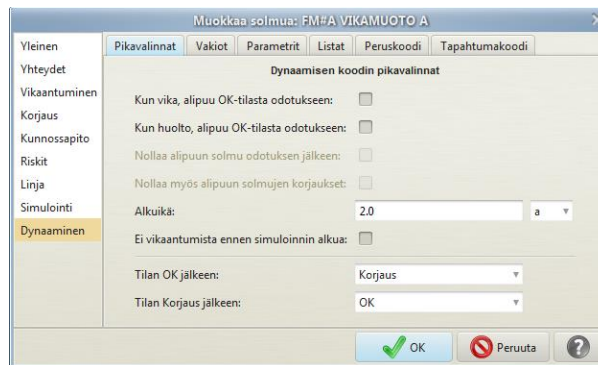 Muokkaa solmua: FM#A VIKAMUOTO A
Yleinen
Yhteydet
Vikaantuminen
Korjaus
Kunnossapito
Riskit
Linja
Simulointi
Dynaaminen
Pikavalinnat Vakiot Parametrit Listat Peruskoodi Tapahtumakoodi
Dynaamisen koodin pikavalinnat
Kun vika, alipuu OK-tilasta odotukseen:
Kun huolto, alipuu OK-tilasta odotukseen:
Nollaa alipuun solmu odotuksen jälkeen:
Nollaa myös alipuun solmujen korjaukset:
Alkuikä: 2.0 a
Ei vikaantumista ennen simuloinnin alkua:
Tilan OK jälkeen: Korjaus
Tilan Korjaus jälkeen: OK
OK Peruuta ?